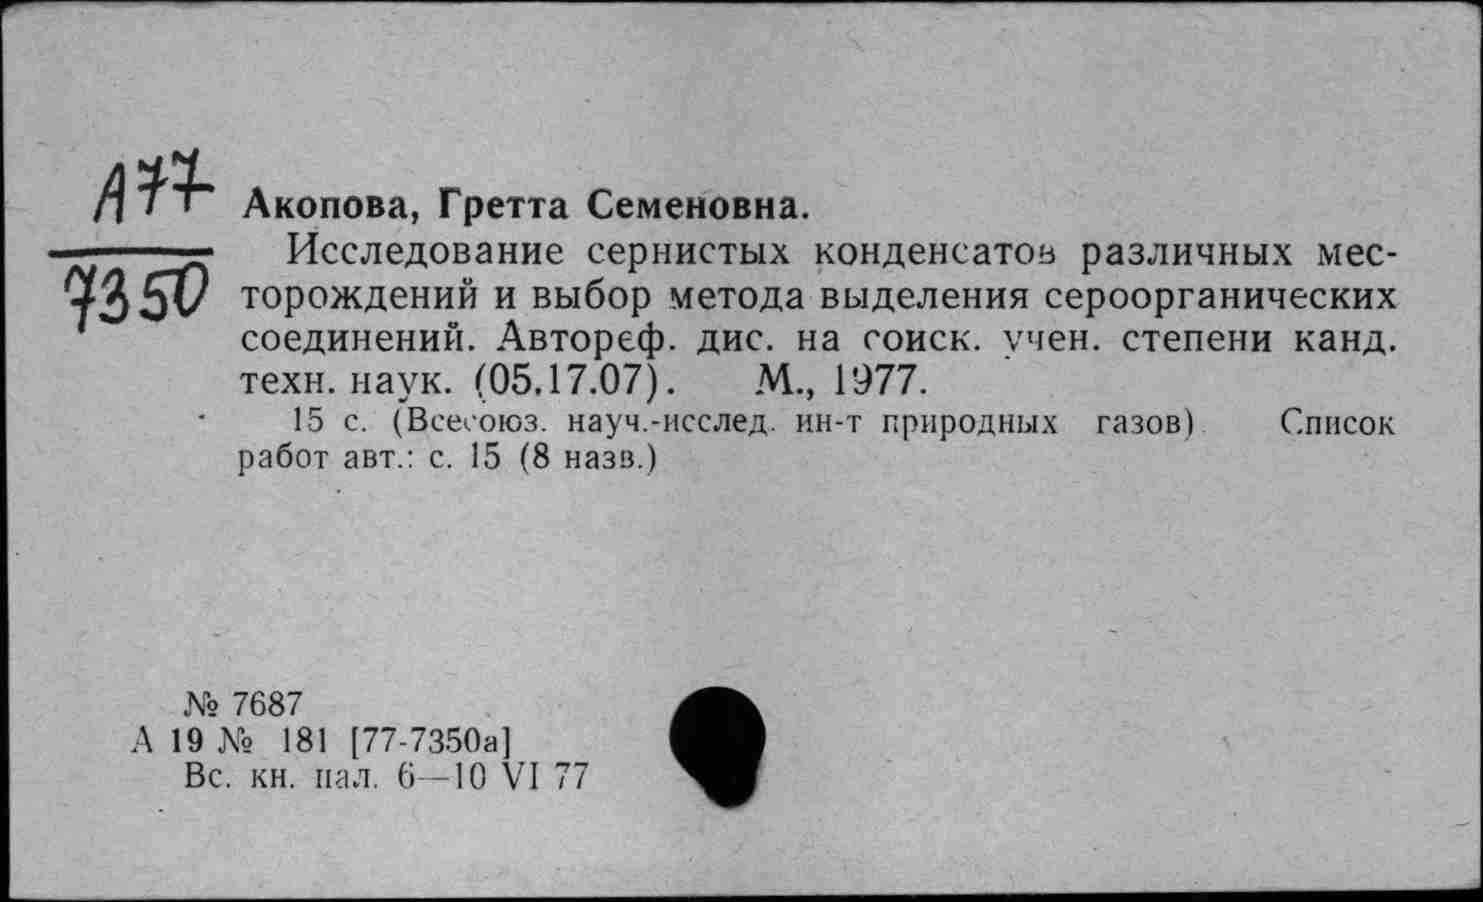 А77
7350
Акопова, Гретта Семеновна.
Исследование сернистых конденсатов различных мес-
торождений и выбор метода выделения сероорганических
соединений. Автореф. дис. на соиск. учен. степени канд.
техн. наук. (05.17.07). М., 1977.
15 с. (Всесоюз. науч.-исслед. ин-т природных газов) Список
работ авт.: с. 15 (8 назв.)
№ 7687
А 19 № 181 [77-7350а]
Вс. кн. пал. 6—10 VI 77